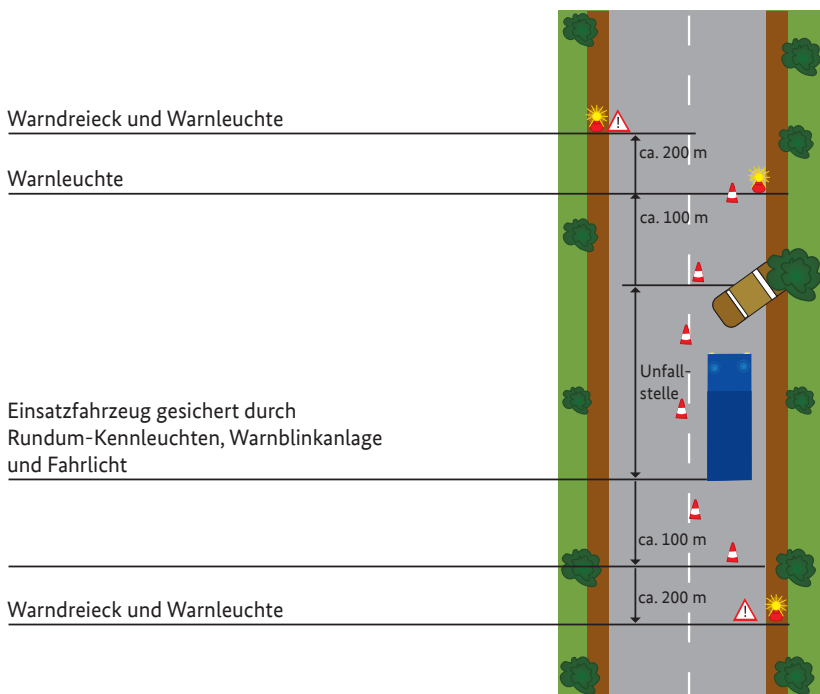 Warndreieck und Warnleuchte
!
ca. 200 m
Warnleuchte
ca. 100 m
Unfall-
stelle
Einsatzfahrzeug gesichert durch
Rundum-Kennleuchten, Warnblinkanlage
und Fahrlicht
ca. 100 m
ca. 200 m
Warndreieck und Warnleuchte
!